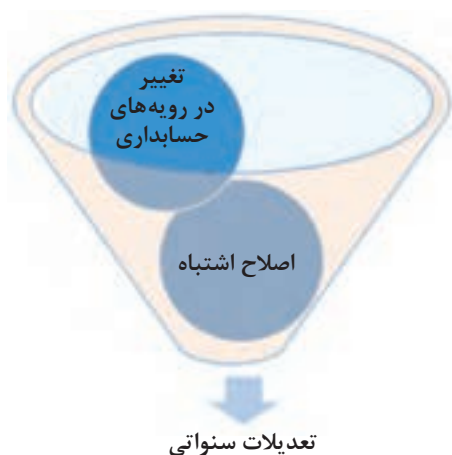 تغییر
در رویه‌های
حسابداری
اصلاح اشتباه
تعدیلات سنواتی